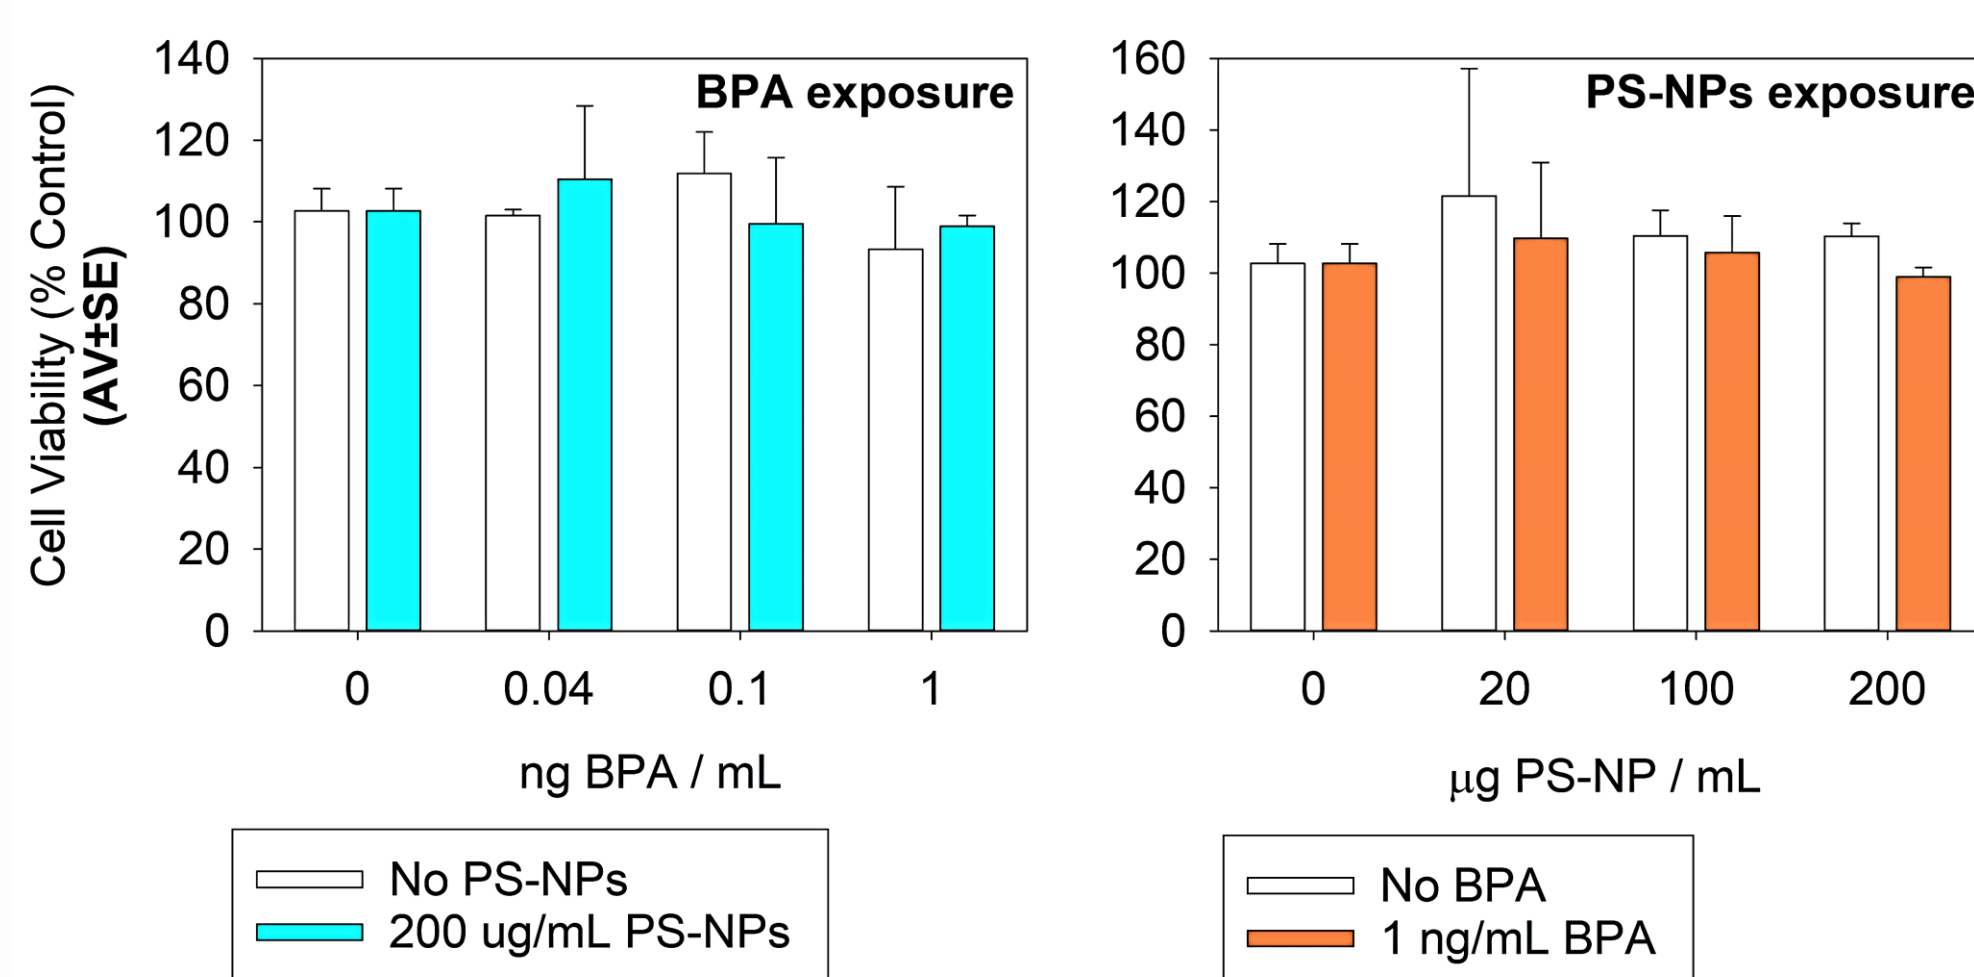 Cell Viability (% Control)
(AV±SE)
140
120
100
80
60
40
20
0
BPA exposure
0 0.04 0.1 1
ng BPA / mL
No PS-NPs
200 ug/mL PS-NPs
160
140
120
100
80
60
40
20
0
PS-NPs exposure
0 20 100 200
μg PS-NP / mL
No BPA
1 ng/mL BPA